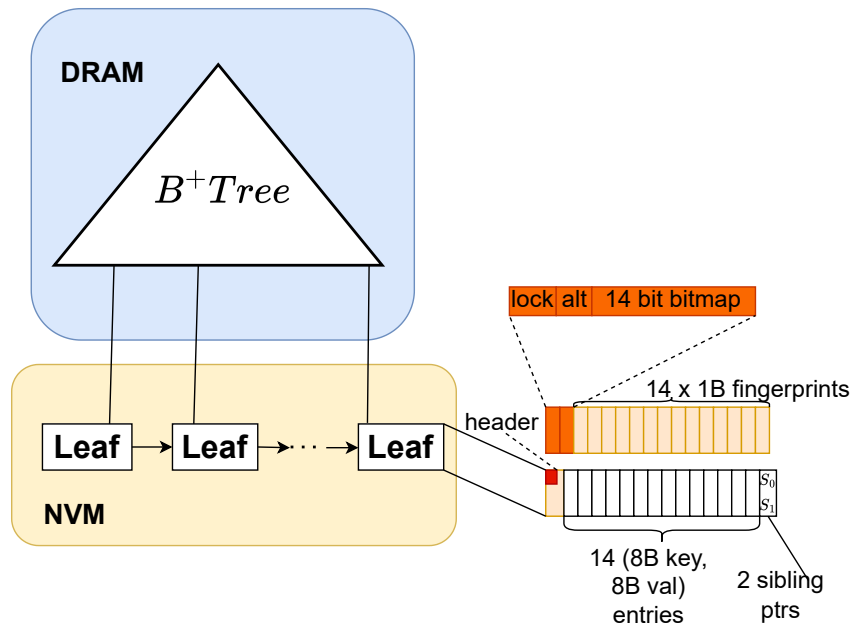 DRAM
B⁺Tree
lock alt 14 bit bitmap
14 x 1B fingerprints
header
Leaf Leaf ··· Leaf
NVM
S₀
S₁
14 (8B key,
8B val)
entries
2 sibling
ptrs